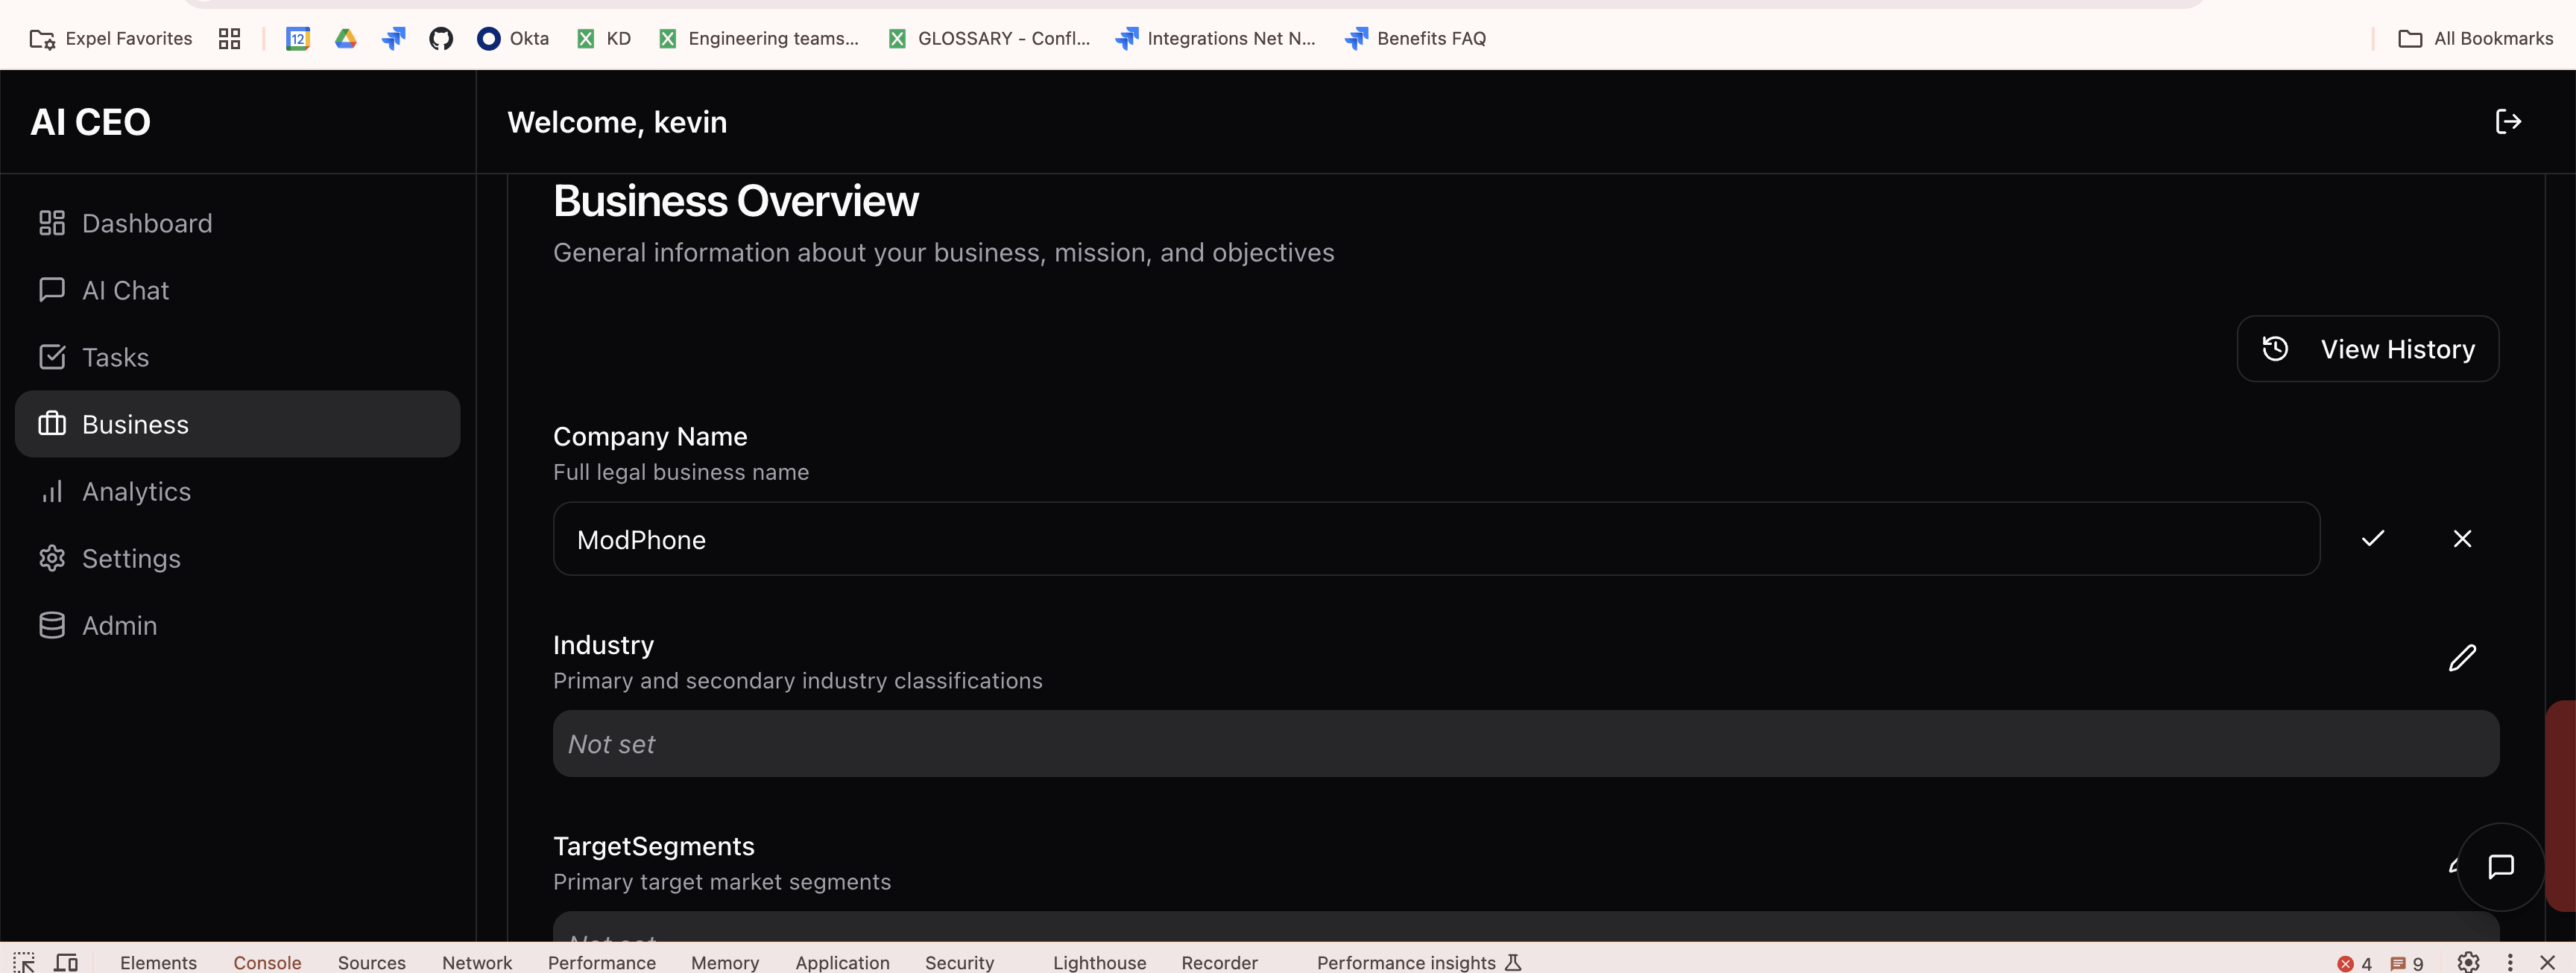 Expel Favorites
12
Okta
KD
Engineering teams...
GLOSSARY - Confl...
Integrations Net N...
Benefits FAQ
All Bookmarks
AI CEO
Welcome, kevin
Dashboard
AI Chat
Tasks
Business
Analytics
Settings
Admin
Business Overview
General information about your business, mission, and objectives
View History
Company Name
Full legal business name
ModPhone
Industry
Primary and secondary industry classifications
Not set
TargetSegments
Primary target market segments
Not set
Elements
Console
Sources
Network
Performance
Memory
Application
Security
Lighthouse
Recorder
Performance insights
4
9